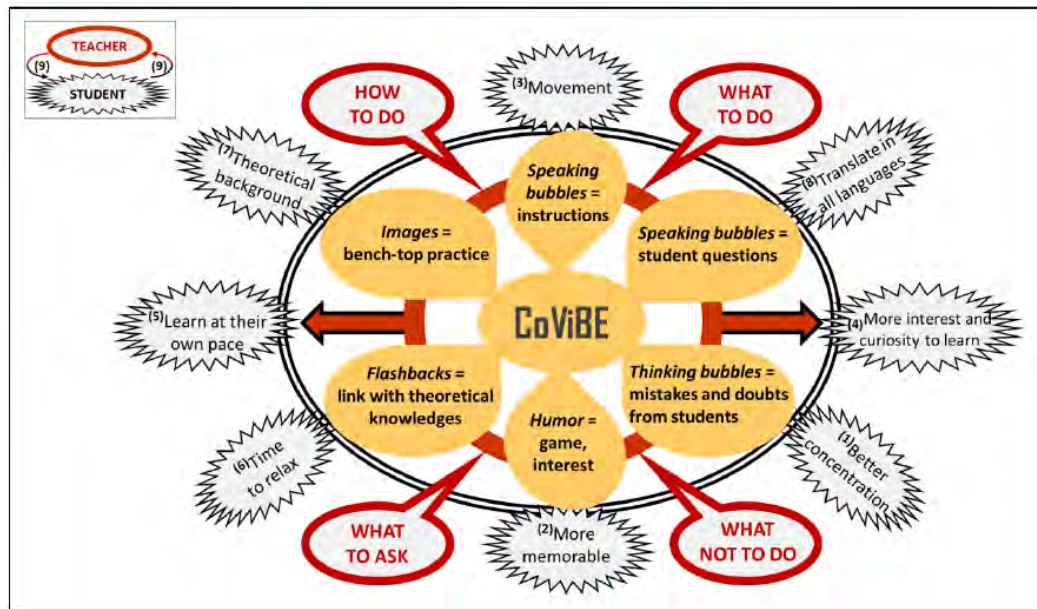 TEACHER
(9)
(9)
STUDENT
HOW
TO DO
(3)Movement
WHAT
TO DO
(7)Theoretical
background
Speaking
bubbles =
instructions
(8)Translate in
all languages
Images =
bench-top practice
Speaking bubbles =
student questions
(5)Learn at their
own pace
CoViBE
(4)More interest and
curiosity to learn
Flashbacks =
link with theoretical
knowledges
Thinking bubbles =
mistakes and doubts
from students
Humor =
game,
interest
(6)Time
to relax
(1)Better
concentration
WHAT
TO ASK
(2)More
memorable
WHAT
NOT TO DO